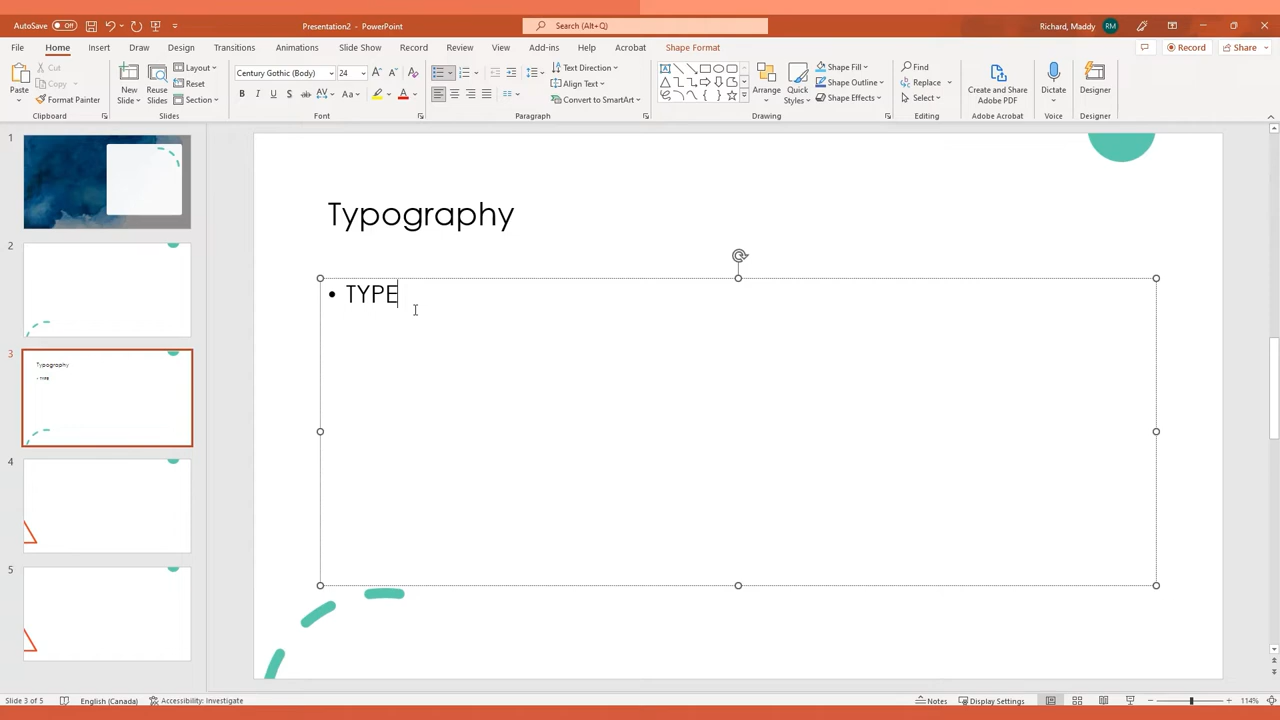 AutoSave Off Presentation2 - PowerPoint Search (Alt+Q) Richard, Maddy RM
File Home Insert Draw Design Transitions Animations Slide Show Record Review View Add-ins Help Acrobat Shape Format Record Share
Paste Cut Copy Format Painter Clipboard
New Slide Reuse Slides Layout Reset Section Slides
Century Gothic (Body) 24 Font
Text Direction Align Text Convert to SmartArt Paragraph
Arrange Quick Styles Shape Fill Shape Outline Shape Effects Drawing
Find Replace Select Editing
Create and Share Adobe PDF Adobe Acrobat
Dictate Voice
Designer Designer
1
2
3
Typography
• TYPE
4
5
Typography
• TYPE
Slide 3 of 5 English (Canada) Accessibility: Investigate Notes Display Settings 114%